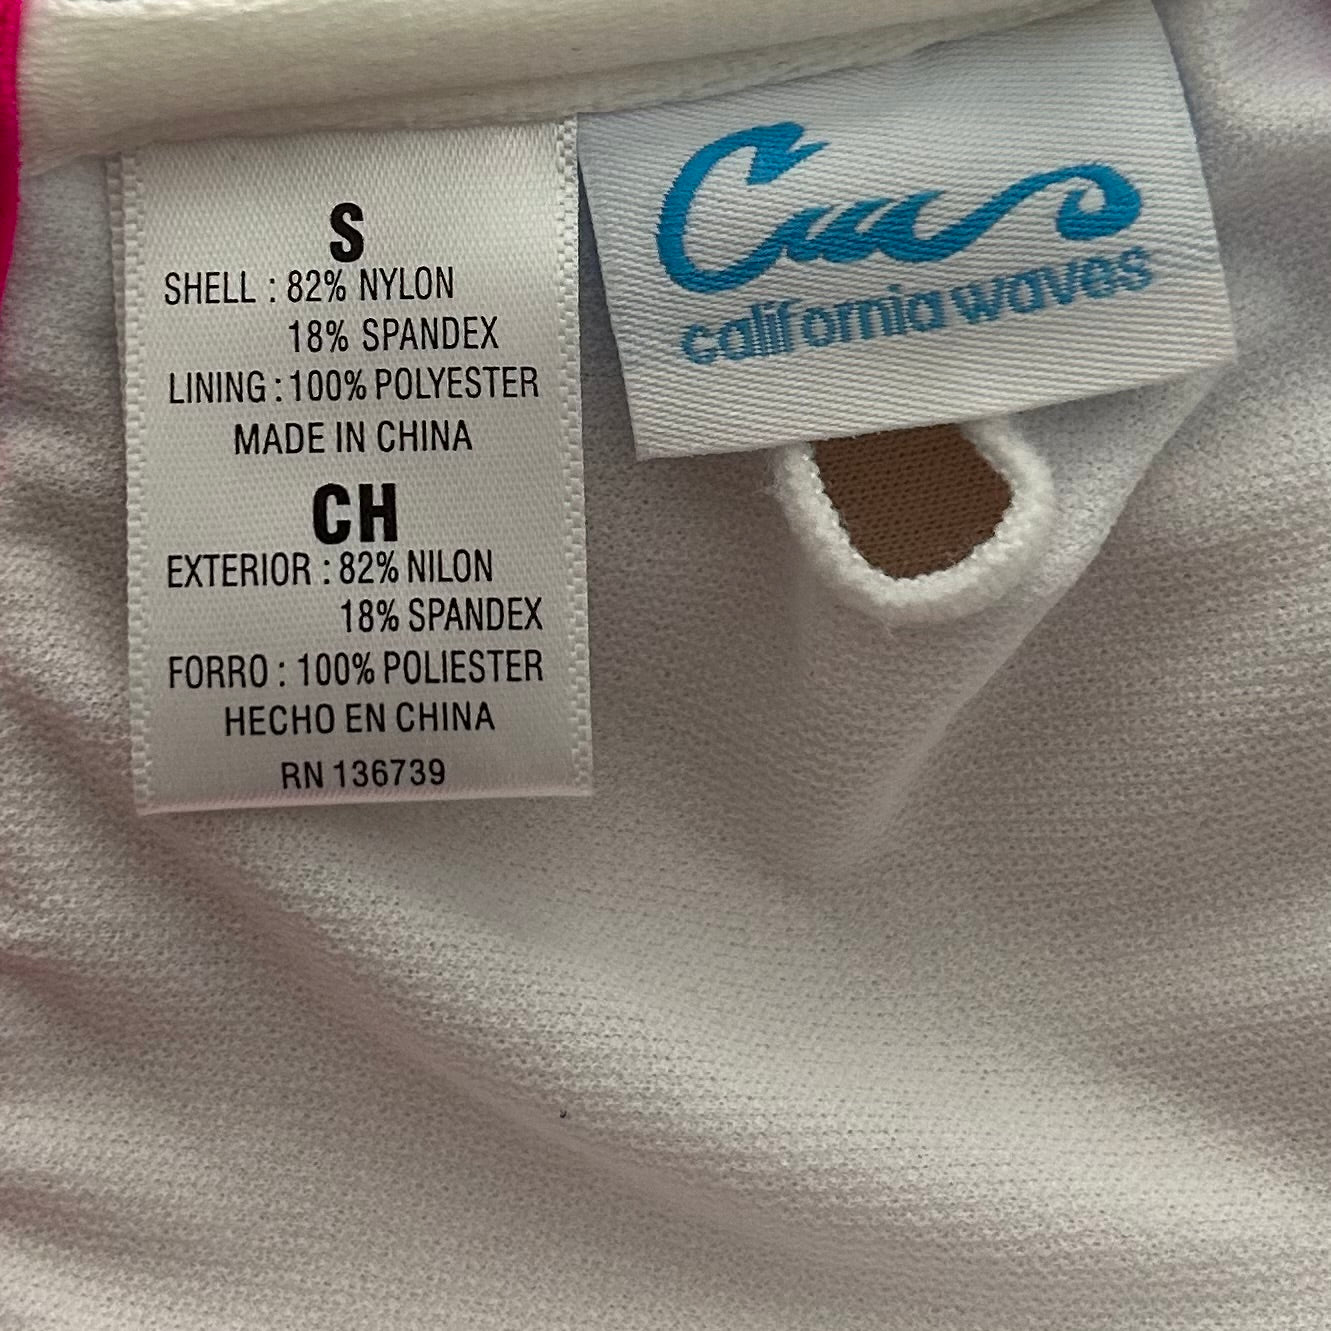 S
SHELL : 82% NYLON
18% SPANDEX
LINING : 100% POLYESTER
MADE IN CHINA
CH
EXTERIOR : 82% NILON
18% SPANDEX
FORRO : 100% POLIESTER
HECHO EN CHINA
RN 136739
california waves